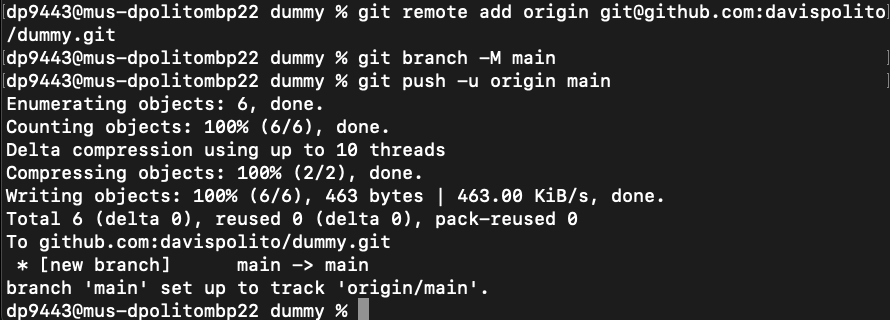 [dp9443@mus-dpolitombp22 dummy % git remote add origin git@github.com:davispolito
/dummy.git
[dp9443@mus-dpolitombp22 dummy % git branch -M main ]
[dp9443@mus-dpolitombp22 dummy % git push -u origin main ]
Enumerating objects: 6, done.
Counting objects: 100% (6/6), done.
Delta compression using up to 10 threads
Compressing objects: 100% (2/2), done.
Writing objects: 100% (6/6), 463 bytes | 463.00 KiB/s, done.
Total 6 (delta 0), reused 0 (delta 0), pack-reused 0
To github.com:davispolito/dummy.git
 * [new branch]      main -> main
branch 'main' set up to track 'origin/main'.
dp9443@mus-dpolitombp22 dummy %